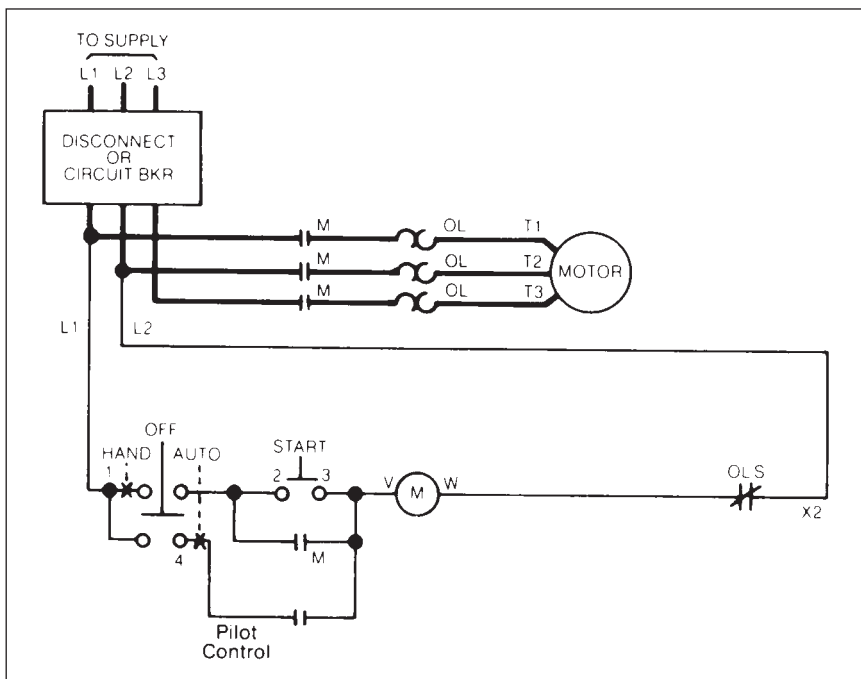 TO SUPPLY
L1 L2 L3
DISCONNECT
OR
CIRCUIT BKR
M OL T1
M OL T2
MOTOR
M OL T3
L1 L2
OFF
HAND AUTO START
1 2 3 V M W OLS
X2
4 M
Pilot
Control